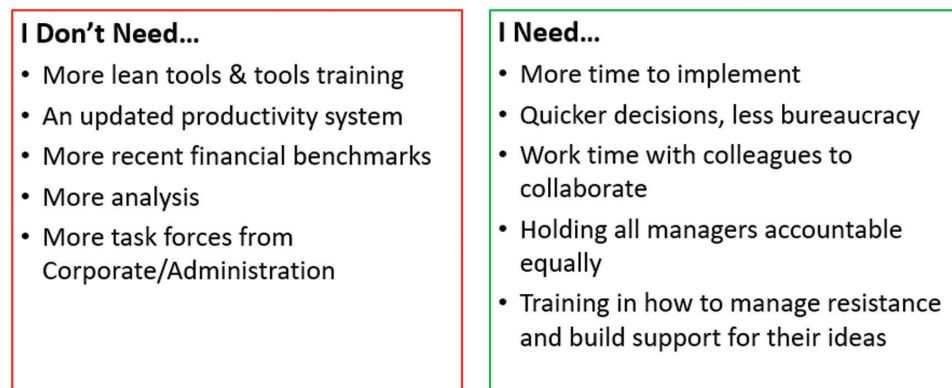 I Don’t Need…
• More lean tools & tools training
• An updated productivity system
• More recent financial benchmarks
• More analysis
• More task forces from
Corporate/Administration
I Need…
• More time to implement
• Quicker decisions, less bureaucracy
• Work time with colleagues to
collaborate
• Holding all managers accountable
equally
• Training in how to manage resistance
and build support for their ideas